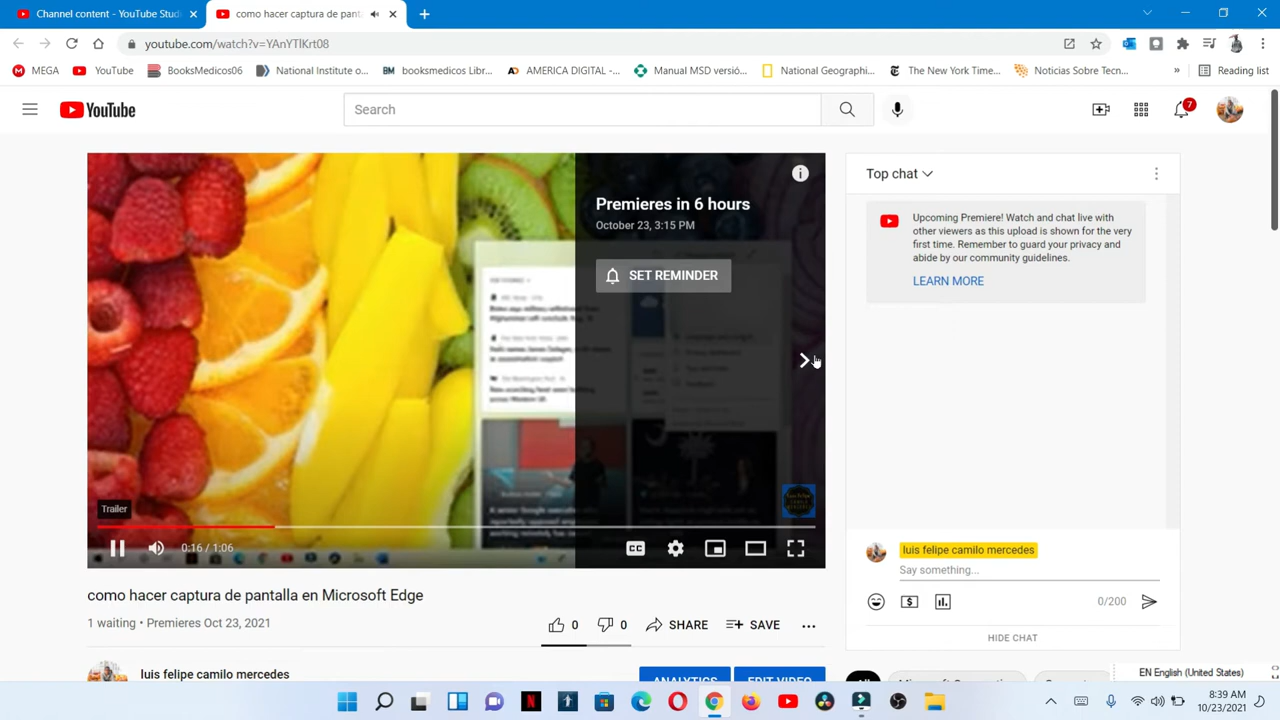 Channel content - YouTube Studi
como hacer captura de pant
youtube.com/watch?v=YAnYTlKrt08
MEGA
YouTube
BooksMedicos06
National Institute o...
booksmedicos Libr...
AMERICA DIGITAL -...
Manual MSD versió...
National Geographi...
The New York Time...
Noticias Sobre Tecn...
»
Reading list
YouTube
Search
7
Premieres in 6 hours
October 23, 3:15 PM
SET REMINDER
Trailer
0:16 / 1:06
CC
Top chat
Upcoming Premiere! Watch and chat live with
other viewers as this upload is shown for the very
first time. Remember to guard your privacy and
abide by our community guidelines.
LEARN MORE
luis felipe camilo mercedes
Say something...
0/200
HIDE CHAT
como hacer captura de pantalla en Microsoft Edge
1 waiting • Premieres Oct 23, 2021
0
0
SHARE
SAVE
luis felipe camilo mercedes
ANALYTICS
EDIT VIDEO
EN English (United States)
8:39 AM
10/23/2021